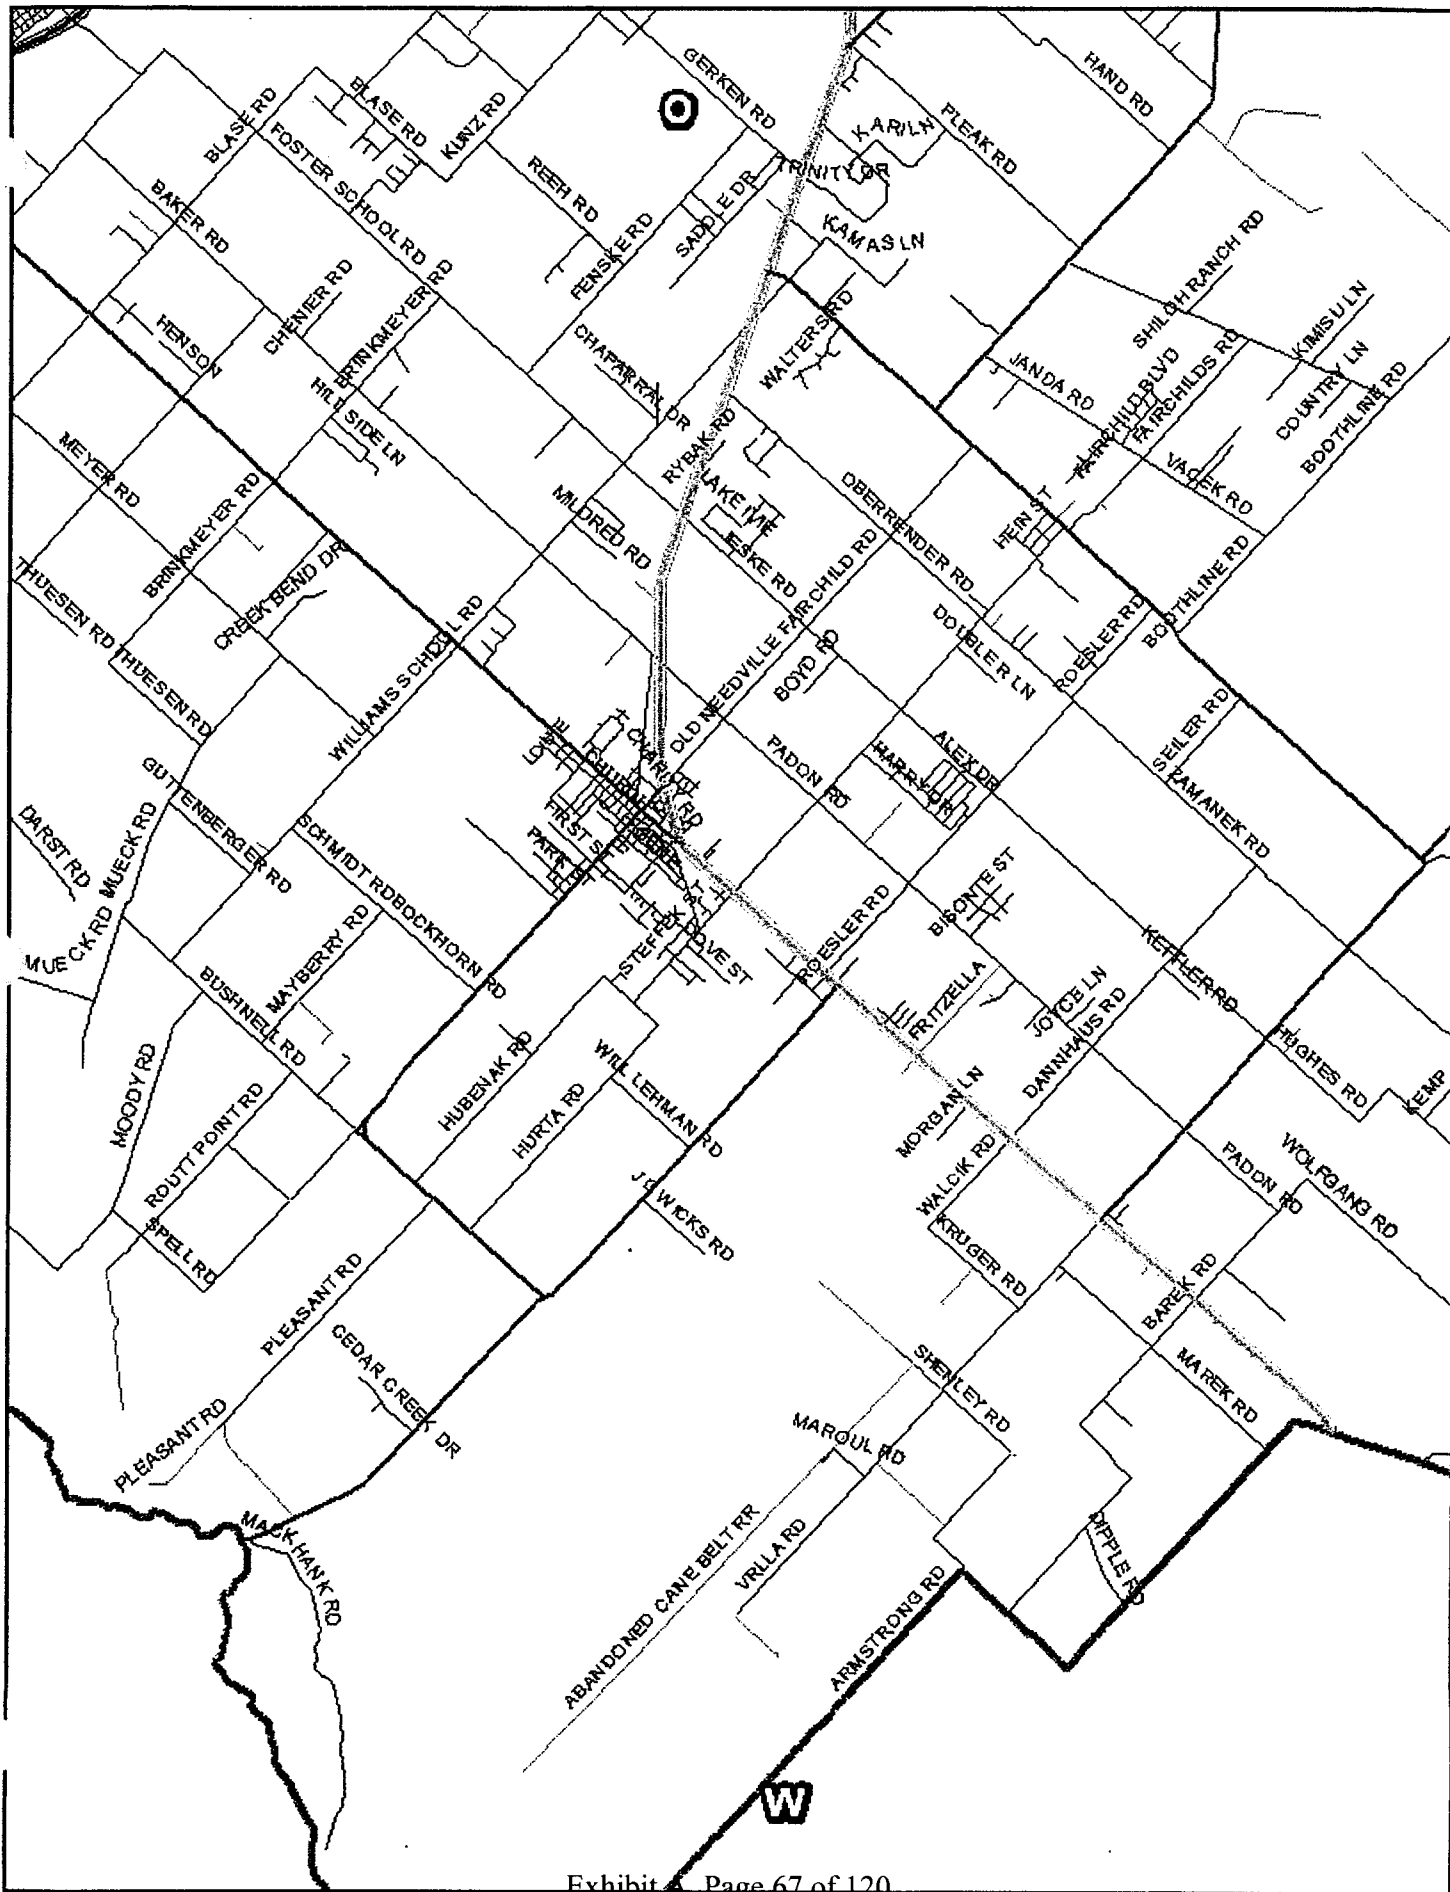 GERKEN RD
HAND RD
BLASE RD
BLASE RD
KUNZ RD
KARI LN
PLEAK RD
FOSTER SCHOOL RD
REEH RD
TRINITY DR
BAKER RD
SADDLE DR
FENSKE RD
KAMAS LN
SHILOH RANCH RD
CHENIER RD
BRINKMEYER RD
HENSON
WALTERS RD
KIMISU LN
CHAPARRAL DR
JANDA RD
FAIRCHILD BLVD
FAIRCHILDS RD
COUNTRY LN
BOOTHLINE RD
HILL SIDE LN
MEYER RD
RYBAK RD
LAKE IVIE
VACEK RD
BRINKMEYER RD
MILDRED RD
JESKE RD
OBERRENDER RD
HEIN ST
THUESEN RD
CREEK BEND DR
OLD NEEDVILLE FAIRCHILD RD
BOOTHLINE RD
ROESLER RD
DOUBLE R LN
THUESEN RD
WILLIAMS SCHOOL RD
BOYD RD
SEILER RD
GUTTENBERGER RD
PADON RD
HARRY DR
ALEX DR
SRAMANEK RD
DARST RD
MUECK RD
SCHMIDT RD
FIRST ST
PARK
BOCKHORN RD
MUECK RD
MAYBERRY RD
BISONTE ST
ROESLER RD
DOVE ST
KETTLER RD
BUSHNELL RD
FRITZELLA
JOYCE LN
DANNHAUS RD
HUGHES RD
KEMP
MOODY RD
HUBENAK RD
WILL LEHMAN RD
HURTA RD
MORGAN LN
ROUTT POINT RD
WALCIK RD
PADON RD
WOLFGANG RD
J C WICKS RD
SPELL RD
KRUGER RD
PLEASANT RD
BAREK RD
CEDAR CREEK DR
SHENLEY RD
MAREK RD
PLEASANT RD
MAROUL RD
MACK HANK RD
VRLLA RD
DIPPLE RD
ABANDONED CANE BELT RR
ARMSTRONG RD
W
Exhibit A Page 67 of 120